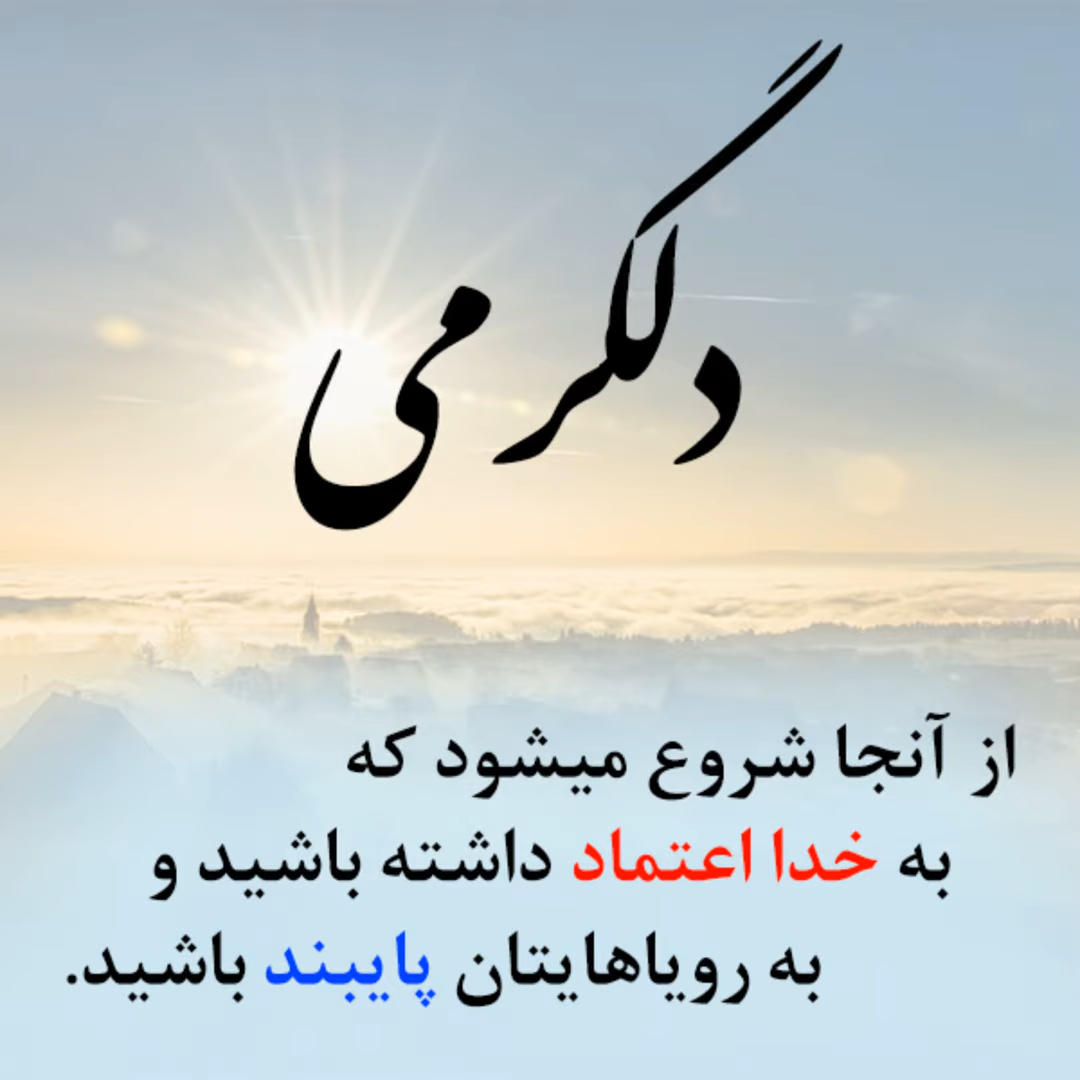 دلگرمی
از آنجا شروع میشود که
به خدا اعتماد داشته باشید و
به رویاهایتان پایبند باشید.